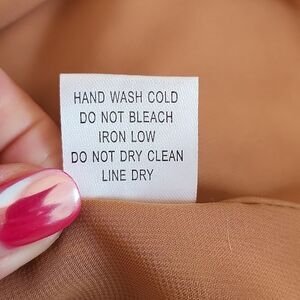 HAND WASH COLD
DO NOT BLEACH
IRON LOW
DO NOT DRY CLEAN
LINE DRY